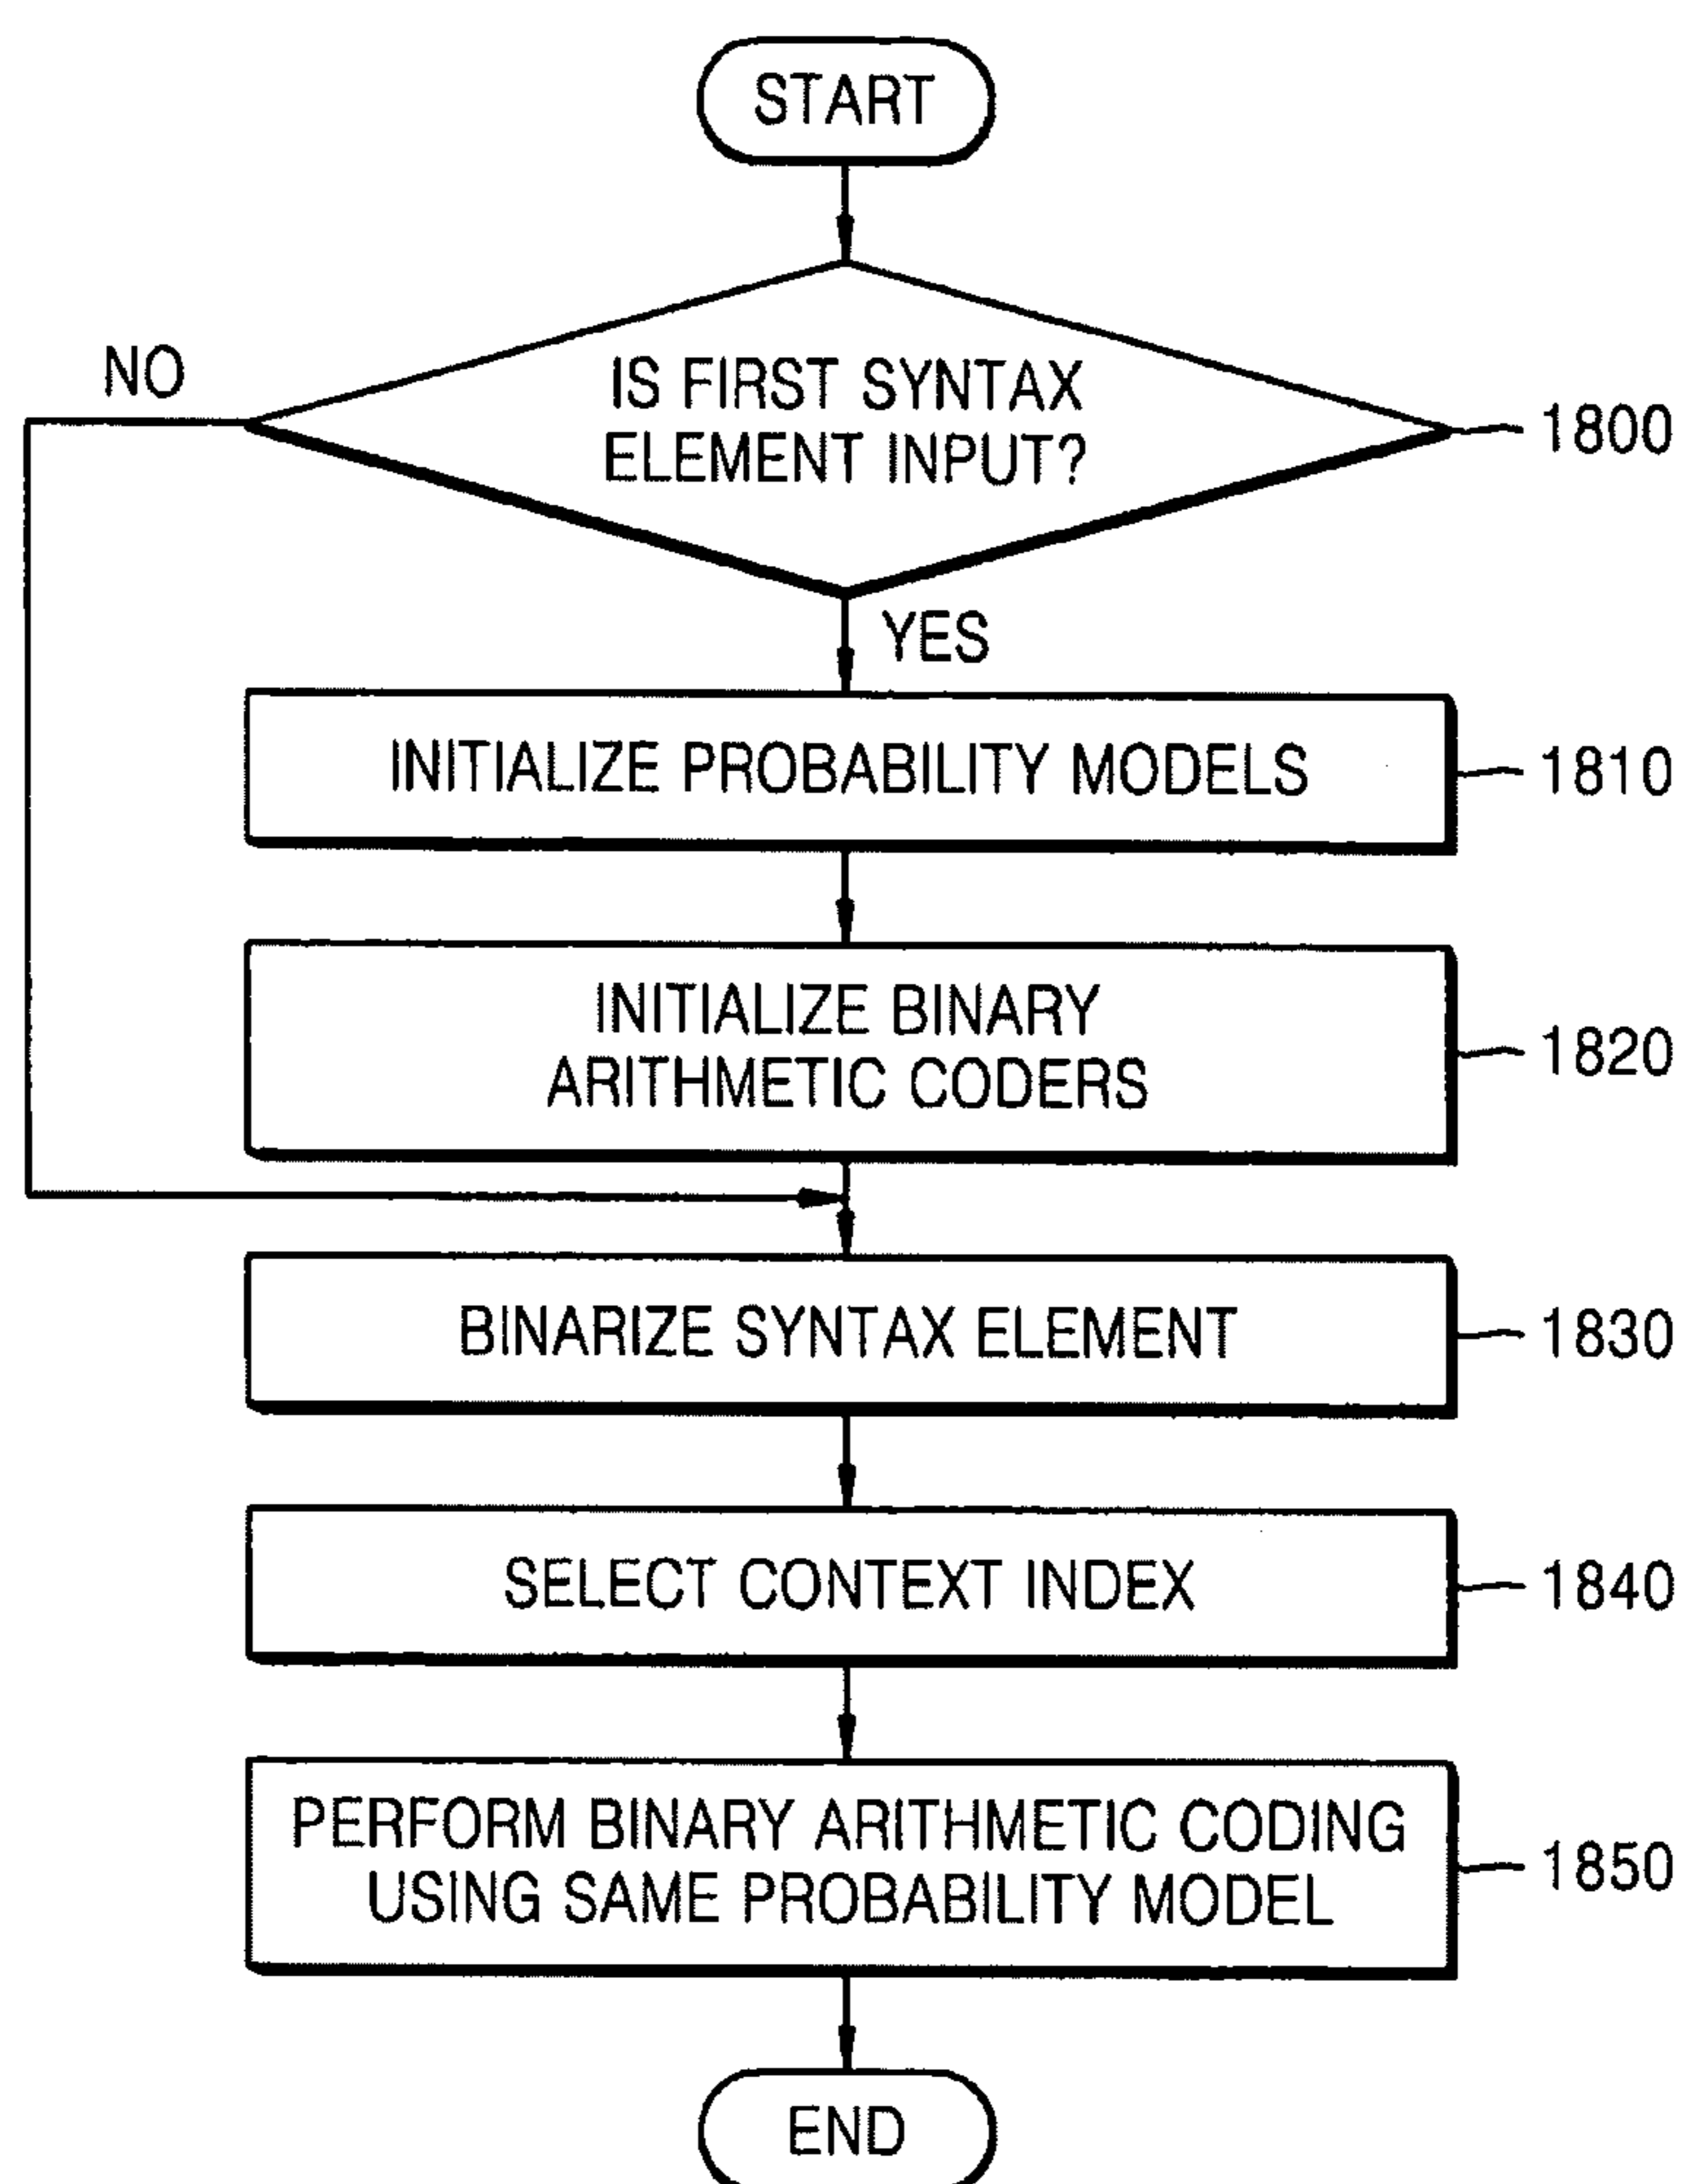 START
NO
IS FIRST SYNTAX
ELEMENT INPUT?
1800
YES
INITIALIZE PROBABILITY MODELS
1810
INITIALIZE BINARY
ARITHMETIC CODERS
1820
BINARIZE SYNTAX ELEMENT
1830
SELECT CONTEXT INDEX
1840
PERFORM BINARY ARITHMETIC CODING
USING SAME PROBABILITY MODEL
1850
END